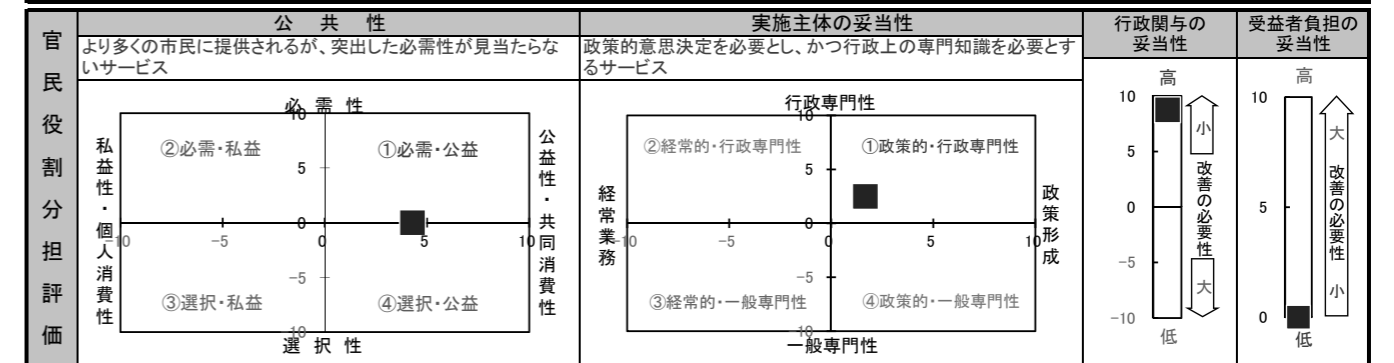 官民役割分担評価
公共性
より多くの市民に提供されるが、突出した必需性が見当たらな
いサービス
必需性
10
②必需・私益
①必需・公益
5
私益性・個人消費性
公益性・共同消費性
-10
-5
0
0
5
10
-5
③選択・私益
④選択・公益
-10
選択性
実施主体の妥当性
政策的意思決定を必要とし、かつ行政上の専門知識を必要とす
るサービス
行政専門性
10
②経常的・行政専門性
①政策的・行政専門性
5
経常業務
政策形成
-10
-5
0
0
5
10
-5
③経常的・一般専門性
④政策的・一般専門性
-10
一般専門性
行政関与の
妥当性
高
10
5
0
-5
-10
低
小
改善の必要性
大
受益者負担の
妥当性
高
10
5
0
低
大
改善の必要性
小